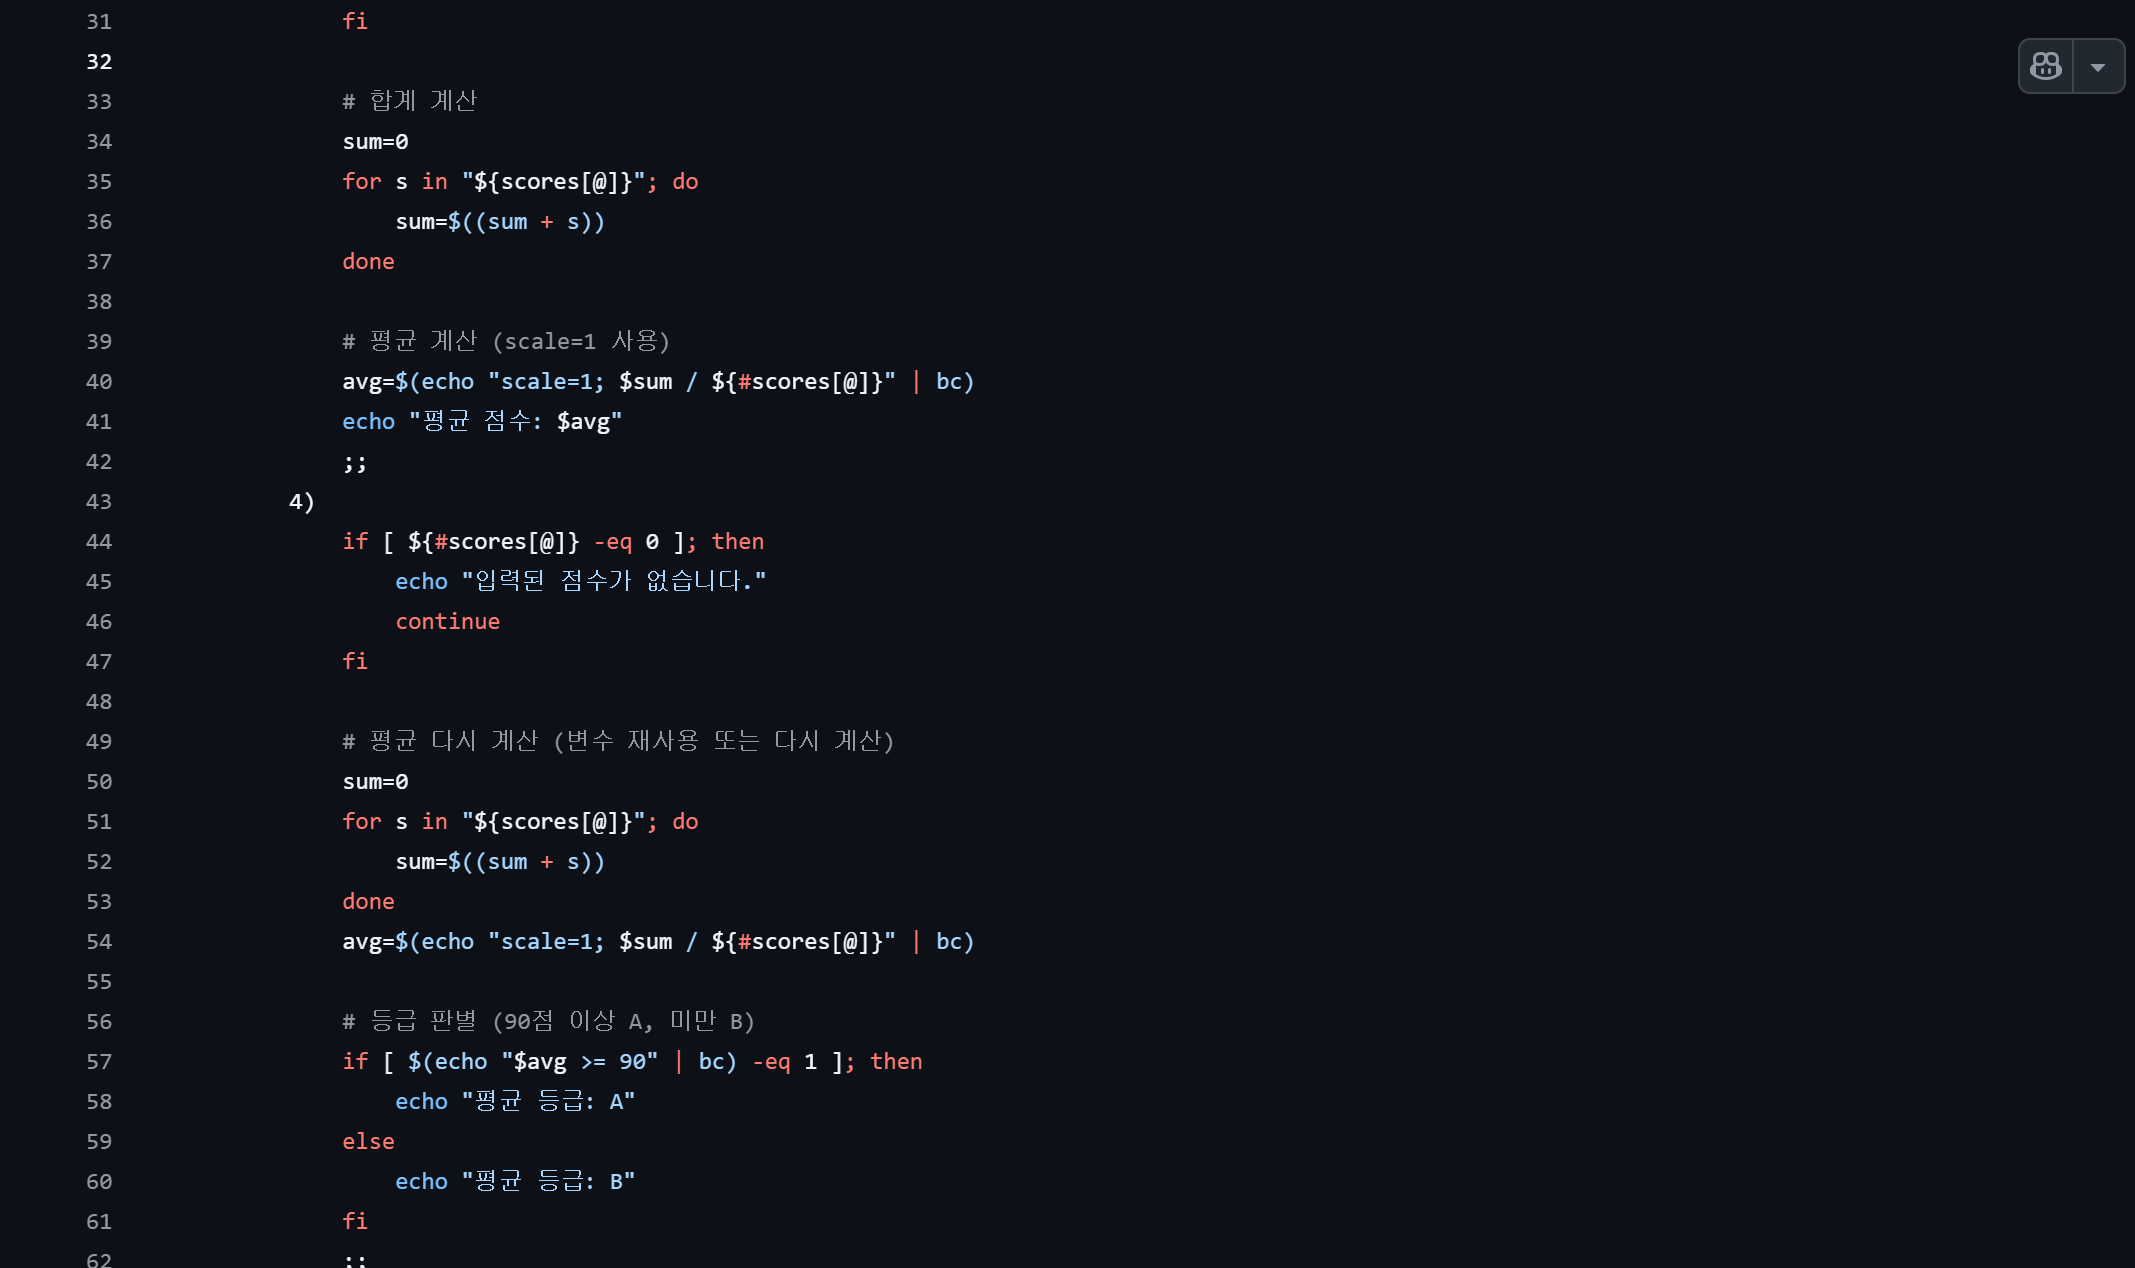 31 fi
32
33 # 합계 계산
34 sum=0
35 for s in "${scores[@]}"; do
36 sum=$((sum + s))
37 done
38
39 # 평균 계산 (scale=1 사용)
40 avg=$(echo "scale=1; $sum / ${#scores[@]}" | bc)
41 echo "평균 점수: $avg"
42 ;;
43 4)
44 if [ ${#scores[@]} -eq 0 ]; then
45 echo "입력된 점수가 없습니다."
46 continue
47 fi
48
49 # 평균 다시 계산 (변수 재사용 또는 다시 계산)
50 sum=0
51 for s in "${scores[@]}"; do
52 sum=$((sum + s))
53 done
54 avg=$(echo "scale=1; $sum / ${#scores[@]}" | bc)
55
56 # 등급 판별 (90점 이상 A, 미만 B)
57 if [ $(echo "$avg >= 90" | bc) -eq 1 ]; then
58 echo "평균 등급: A"
59 else
60 echo "평균 등급: B"
61 fi
62 ;;